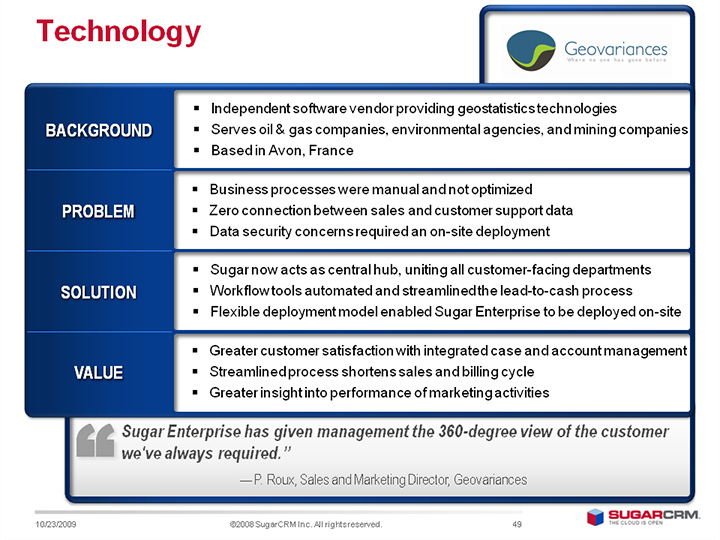 Technology
Geovariances
Where no one has gone before
BACKGROUND
▪ Independent software vendor providing geostatistics technologies
▪ Serves oil & gas companies, environmental agencies, and mining companies
▪ Based in Avon, France
PROBLEM
▪ Business processes were manual and not optimized
▪ Zero connection between sales and customer support data
▪ Data security concerns required an on-site deployment
SOLUTION
▪ Sugar now acts as central hub, uniting all customer-facing departments
▪ Workflow tools automated and streamlined the lead-to-cash process
▪ Flexible deployment model enabled Sugar Enterprise to be deployed on-site
VALUE
▪ Greater customer satisfaction with integrated case and account management
▪ Streamlined process shortens sales and billing cycle
▪ Greater insight into performance of marketing activities
“ Sugar Enterprise has given management the 360-degree view of the customer
we've always required.”
— P. Roux, Sales and Marketing Director, Geovariances
10/23/2009
©2008 SugarCRM Inc. All rights reserved.
49
SUGARCRM.
THE CLOUD IS OPEN